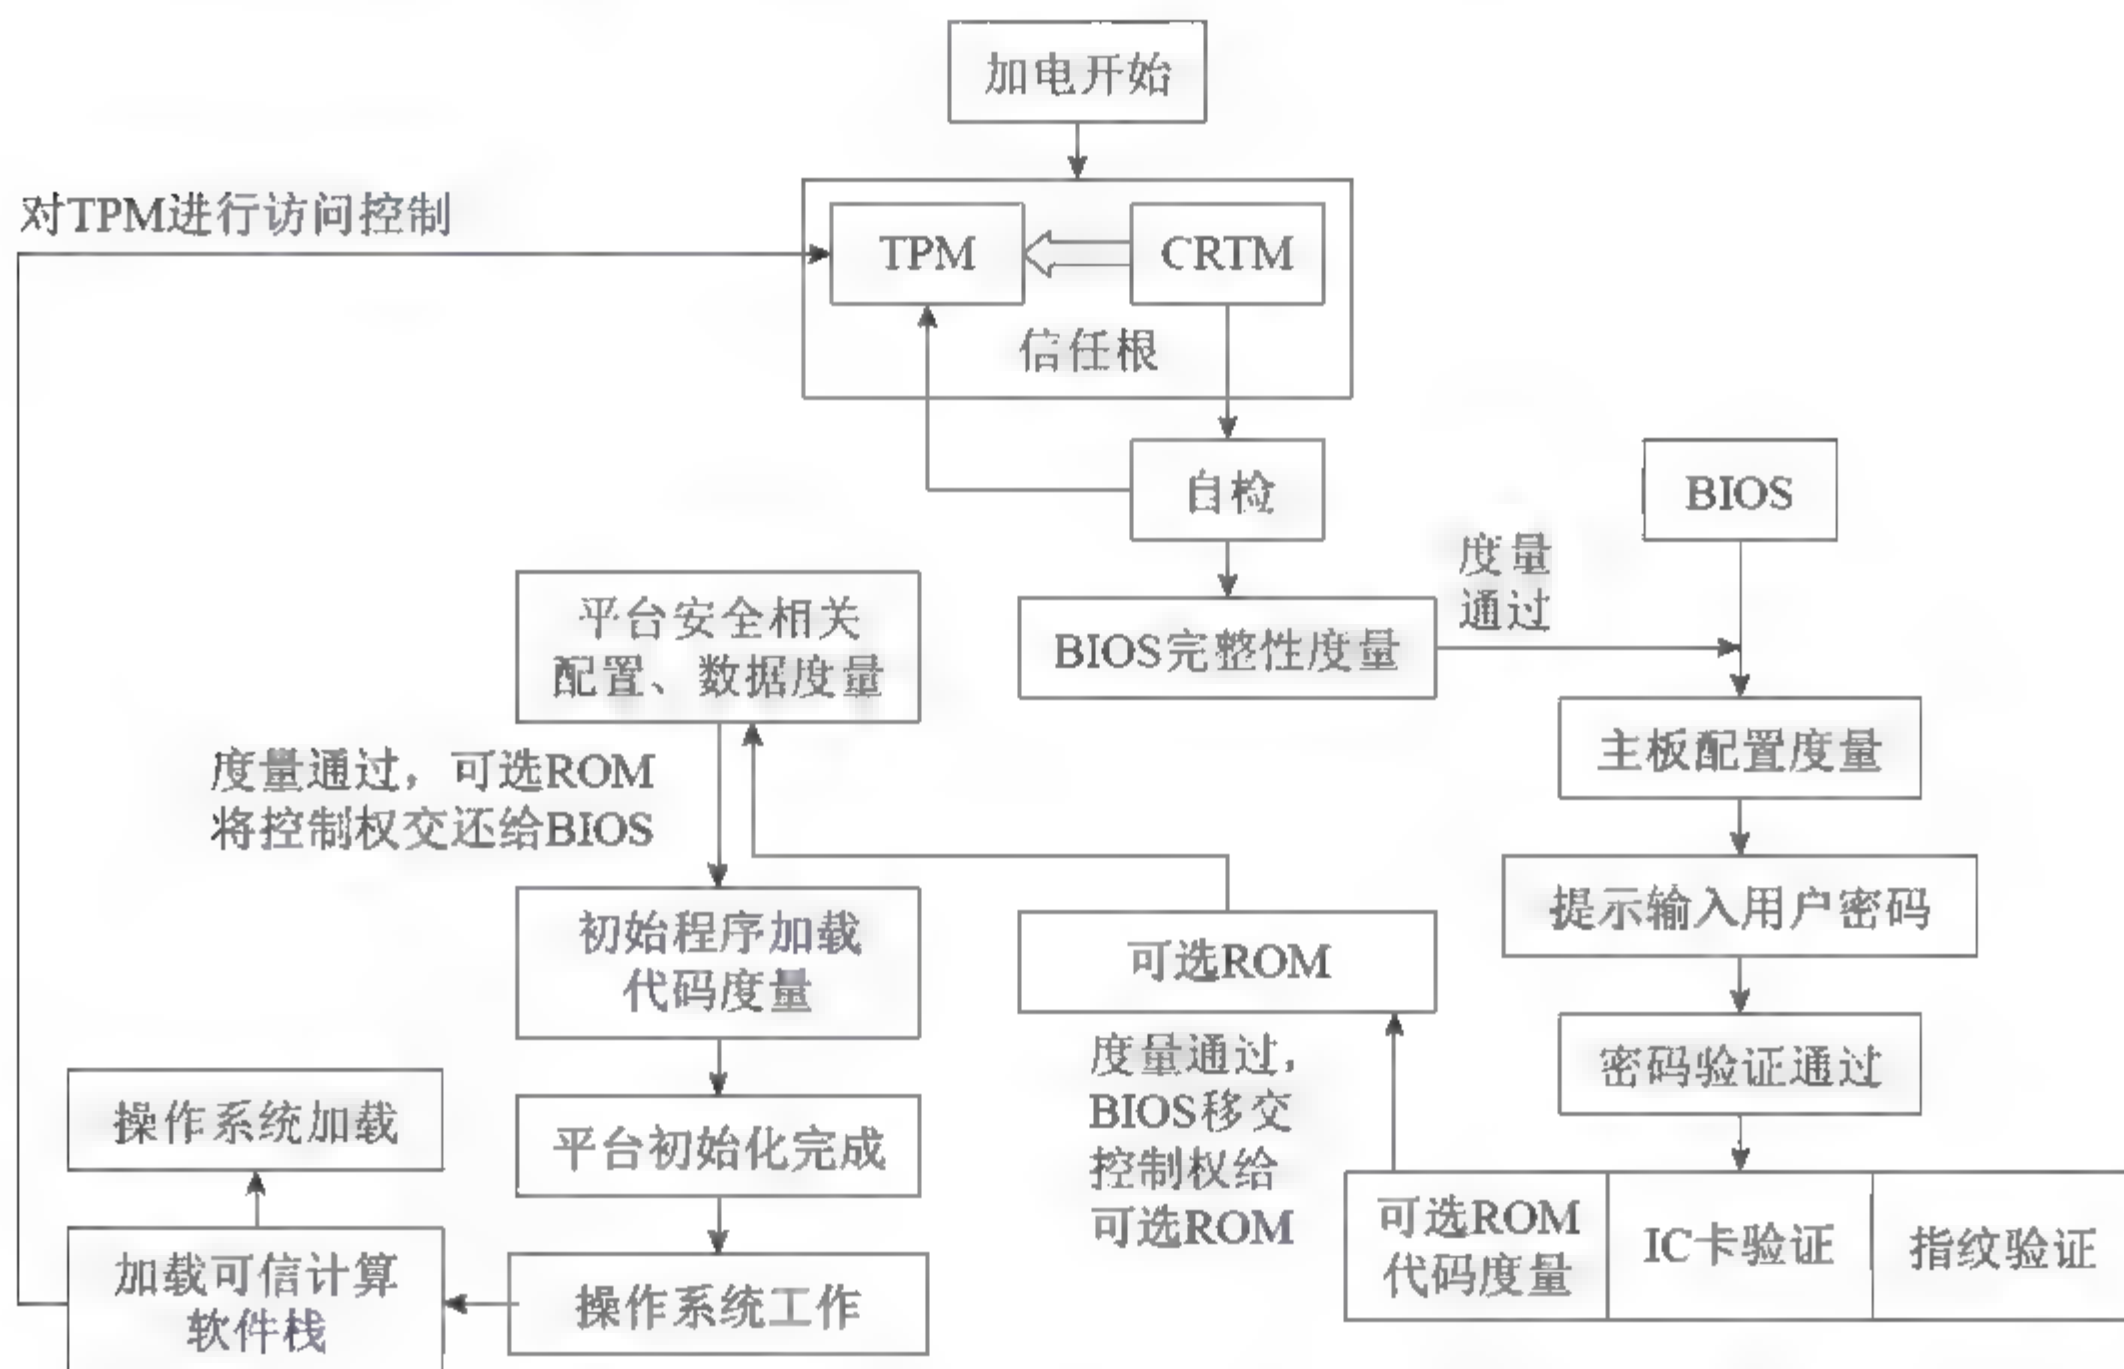 加电开始
对TPM进行访问控制
TPM
CRTM
信任根
自检
BIOS
度量
通过
平台安全相关
配置、数据度量
BIOS完整性度量
主板配置度量
度量通过，可选ROM
将控制权交还给BIOS
提示输入用户密码
初始程序加载
代码度量
可选ROM
度量通过，
BIOS移交
控制权给
可选ROM
密码验证通过
操作系统加载
平台初始化完成
可选ROM
代码度量
IC卡验证
指纹验证
加载可信计算
软件栈
操作系统工作